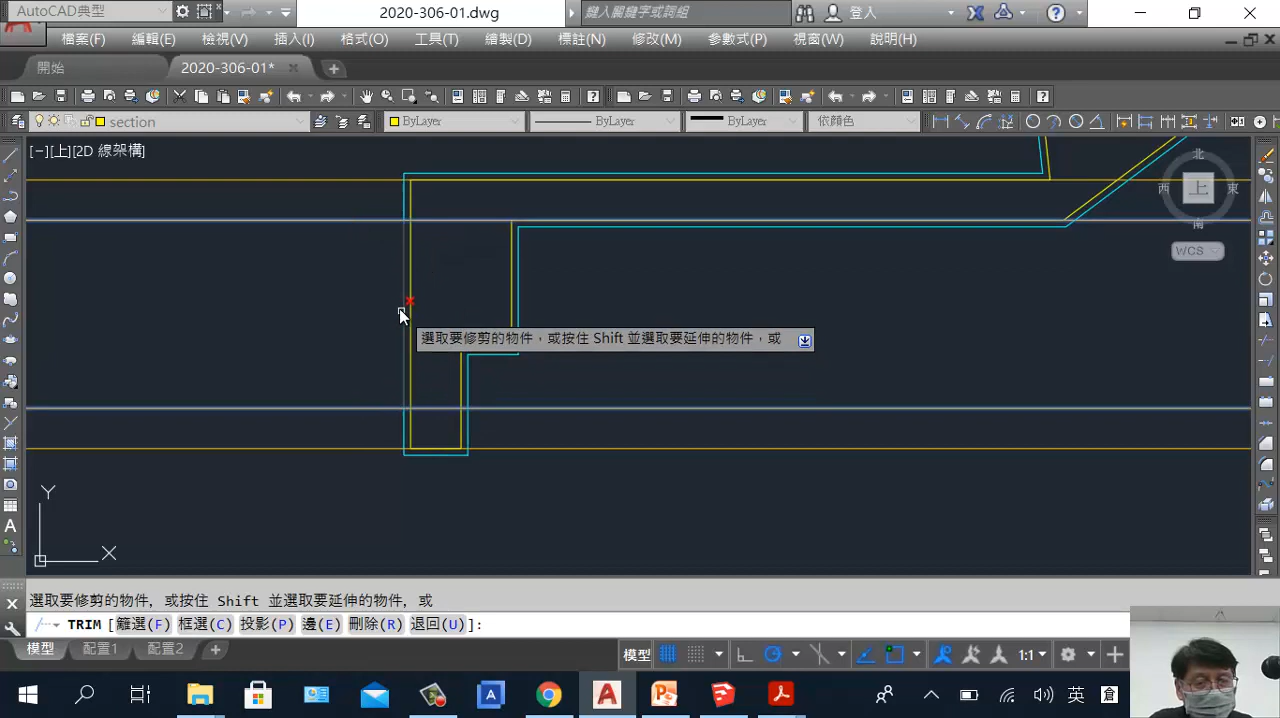 AutoCAD典型
2020-306-01.dwg
鍵入關鍵字或詞組
登入
檔案(F) 編輯(E) 檢視(V) 插入(I) 格式(O) 工具(T) 繪製(D) 標註(N) 修改(M) 參數式(P) 視窗(W) 說明(H)
開始 2020-306-01*
section ByLayer ByLayer ByLayer 依顏色
[−][上][2D 線架構]
北
西 上 東
南
WCS
選取要修剪的物件，或按住 Shift 並選取要延伸的物件，或
Y
X
選取要修剪的物件, 或按住 Shift 並選取要延伸的物件, 或
TRIM [籬選(F) 框選(C) 投影(P) 邊(E) 刪除(R) 退回(U)]:
模型 配置1 配置2
模型 1:1
英 倉